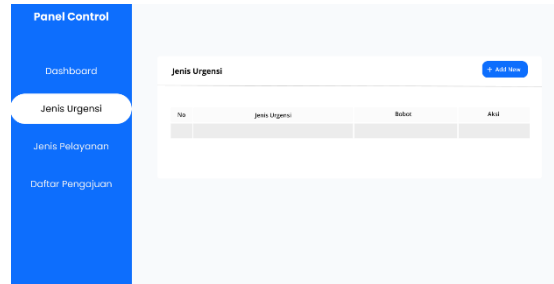 Panel Control
Dashboard
Jenis Urgensi
Jenis Pelayanan
Daftar Pengajuan
Jenis Urgensi
+ Add New
No Jenis Urgensi Bobot Aksi